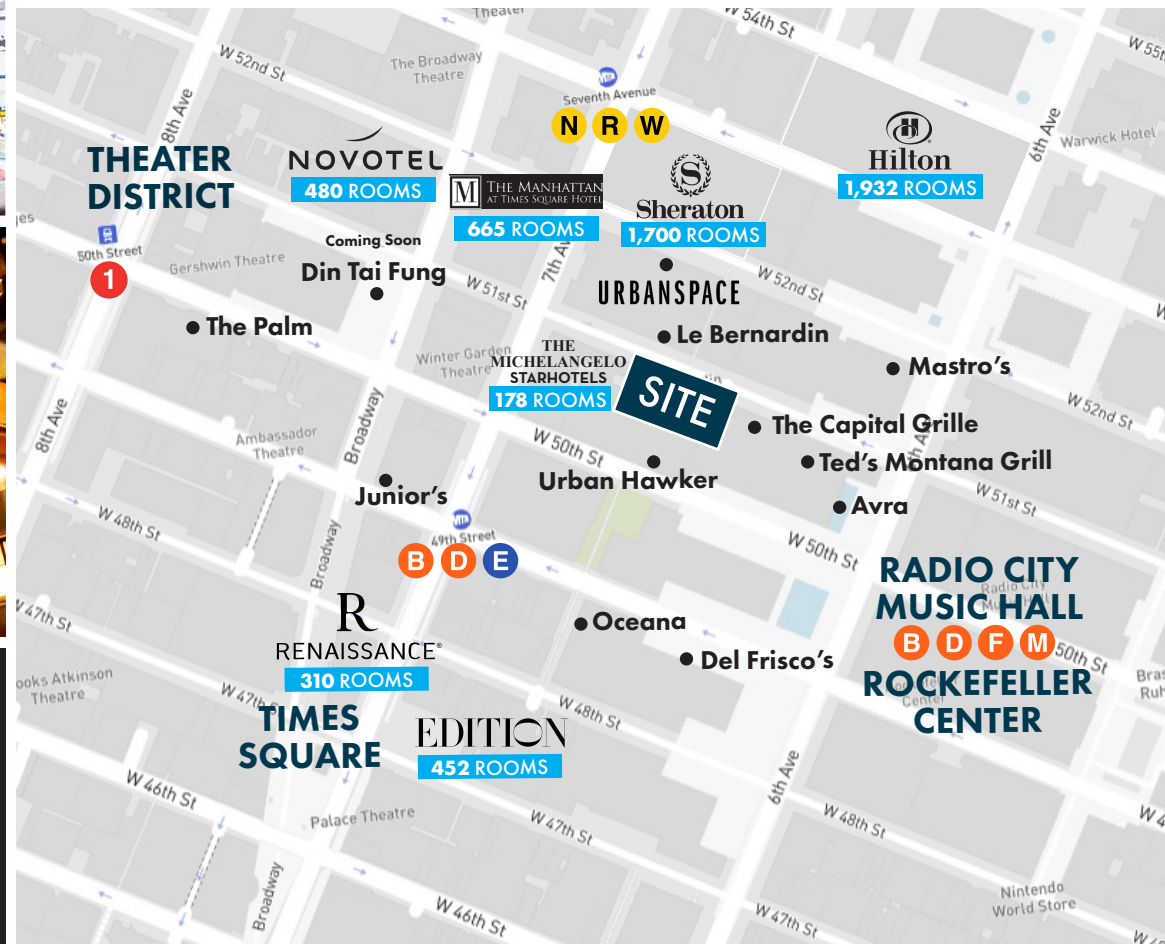 Theater
W 54th St
W 55t
W 52nd St
The Broadway
Theatre
Seventh Avenue
N R W
8th Ave
6th Ave
Warwick Hotel
THEATER
DISTRICT
NOVOTEL
480 ROOMS
M THE MANHATTAN
AT TIMES SQUARE HOTEL
665 ROOMS
S
Sheraton
1,700 ROOMS
H
Hilton
1,932 ROOMS
50th Street
1
Gershwin Theatre
Coming Soon
Din Tai Fung
W 51st St
7th Av
W 52nd St
URBANSPACE
The Palm
Le Bernardin
Winter Garden
Theatre
THE
MICHELANGELO
STARHOTELS
178 ROOMS
SITE
Mastro's
W 52nd St
8th Ave
Broadway
Ambassador
Theatre
W 50th St
The Capital Grille
Ted's Montana Grill
Urban Hawker
Junior's
Avra
W 51st St
W 48th St
Broadway
MTA
49th Street
B D E
W 50th St
RADIO CITY
MUSIC HALL
Radio City
B D F M
50th St
ROCKEFELLER
CENTER
Center
W 47th St
R
RENAISSANCE®
310 ROOMS
Oceana
Del Frisco's
ooks Atkinson
Theatre
W 47th
TIMES
SQUARE
EDITION
452 ROOMS
W 48th St
6th Ave
W 46th St
Palace Theatre
W 47th St
W 48th St
Broadway
W 46th St
W 47th St
Nintendo
World Store